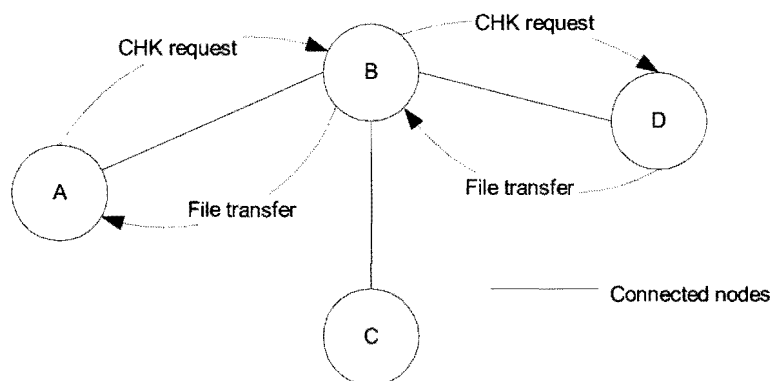 CHK request
CHK request
B
D
A
File transfer
File transfer
Connected nodes
C